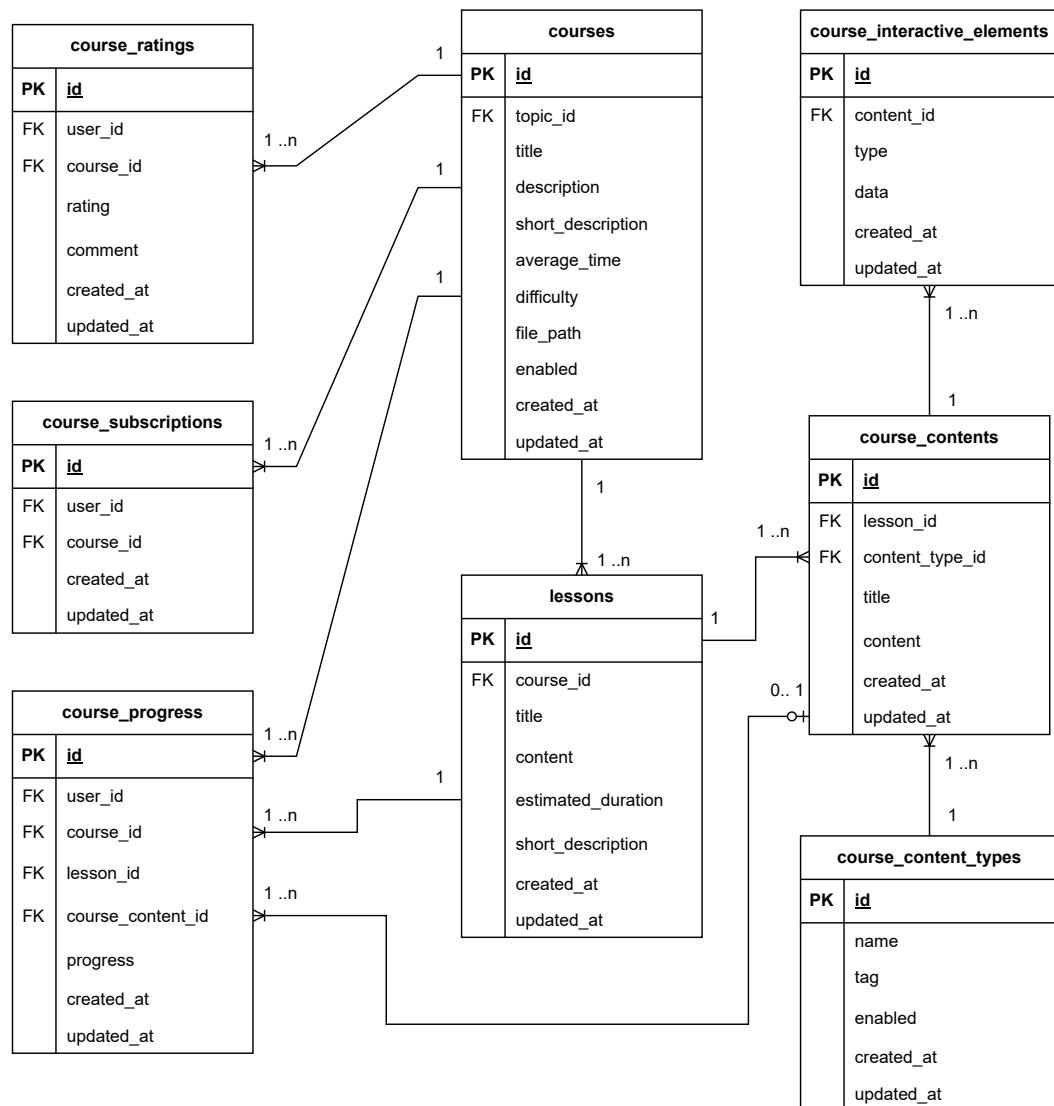 course_ratings
PK id
FK user_id
FK course_id
rating
comment
created_at
updated_at
1
1 ..n
courses
PK id
FK topic_id
title
description
short_description
average_time
difficulty
file_path
enabled
created_at
updated_at
1
1
course_interactive_elements
PK id
FK content_id
type
data
created_at
updated_at
1 ..n
1
course_subscriptions
PK id
FK user_id
FK course_id
created_at
updated_at
1 ..n
1
1 ..n
course_contents
PK id
FK lesson_id
FK content_type_id
title
content
created_at
updated_at
1 ..n
1
0.. 1
lessons
PK id
FK course_id
title
content
estimated_duration
short_description
created_at
updated_at
course_progress
PK id
FK user_id
FK course_id
FK lesson_id
FK course_content_id
progress
created_at
updated_at
1 ..n
1
1 ..n
1 ..n
1 ..n
1
course_content_types
PK id
name
tag
enabled
created_at
updated_at